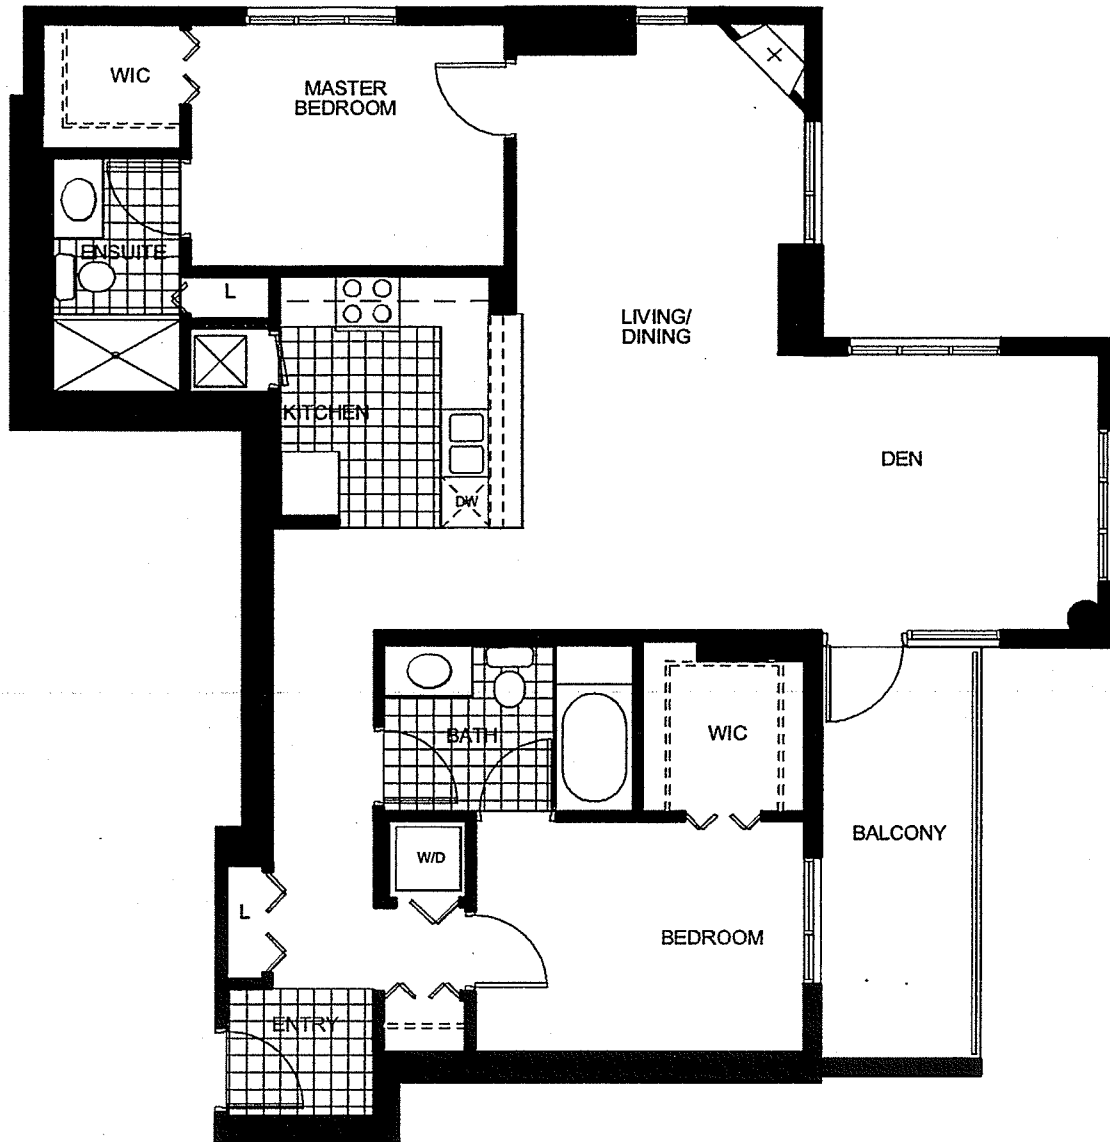 WIC
MASTER
BEDROOM
ENSUITE
L
LIVING/
DINING
KITCHEN
DEN
DW
BATH
WIC
BALCONY
W/D
L
BEDROOM
ENTRY